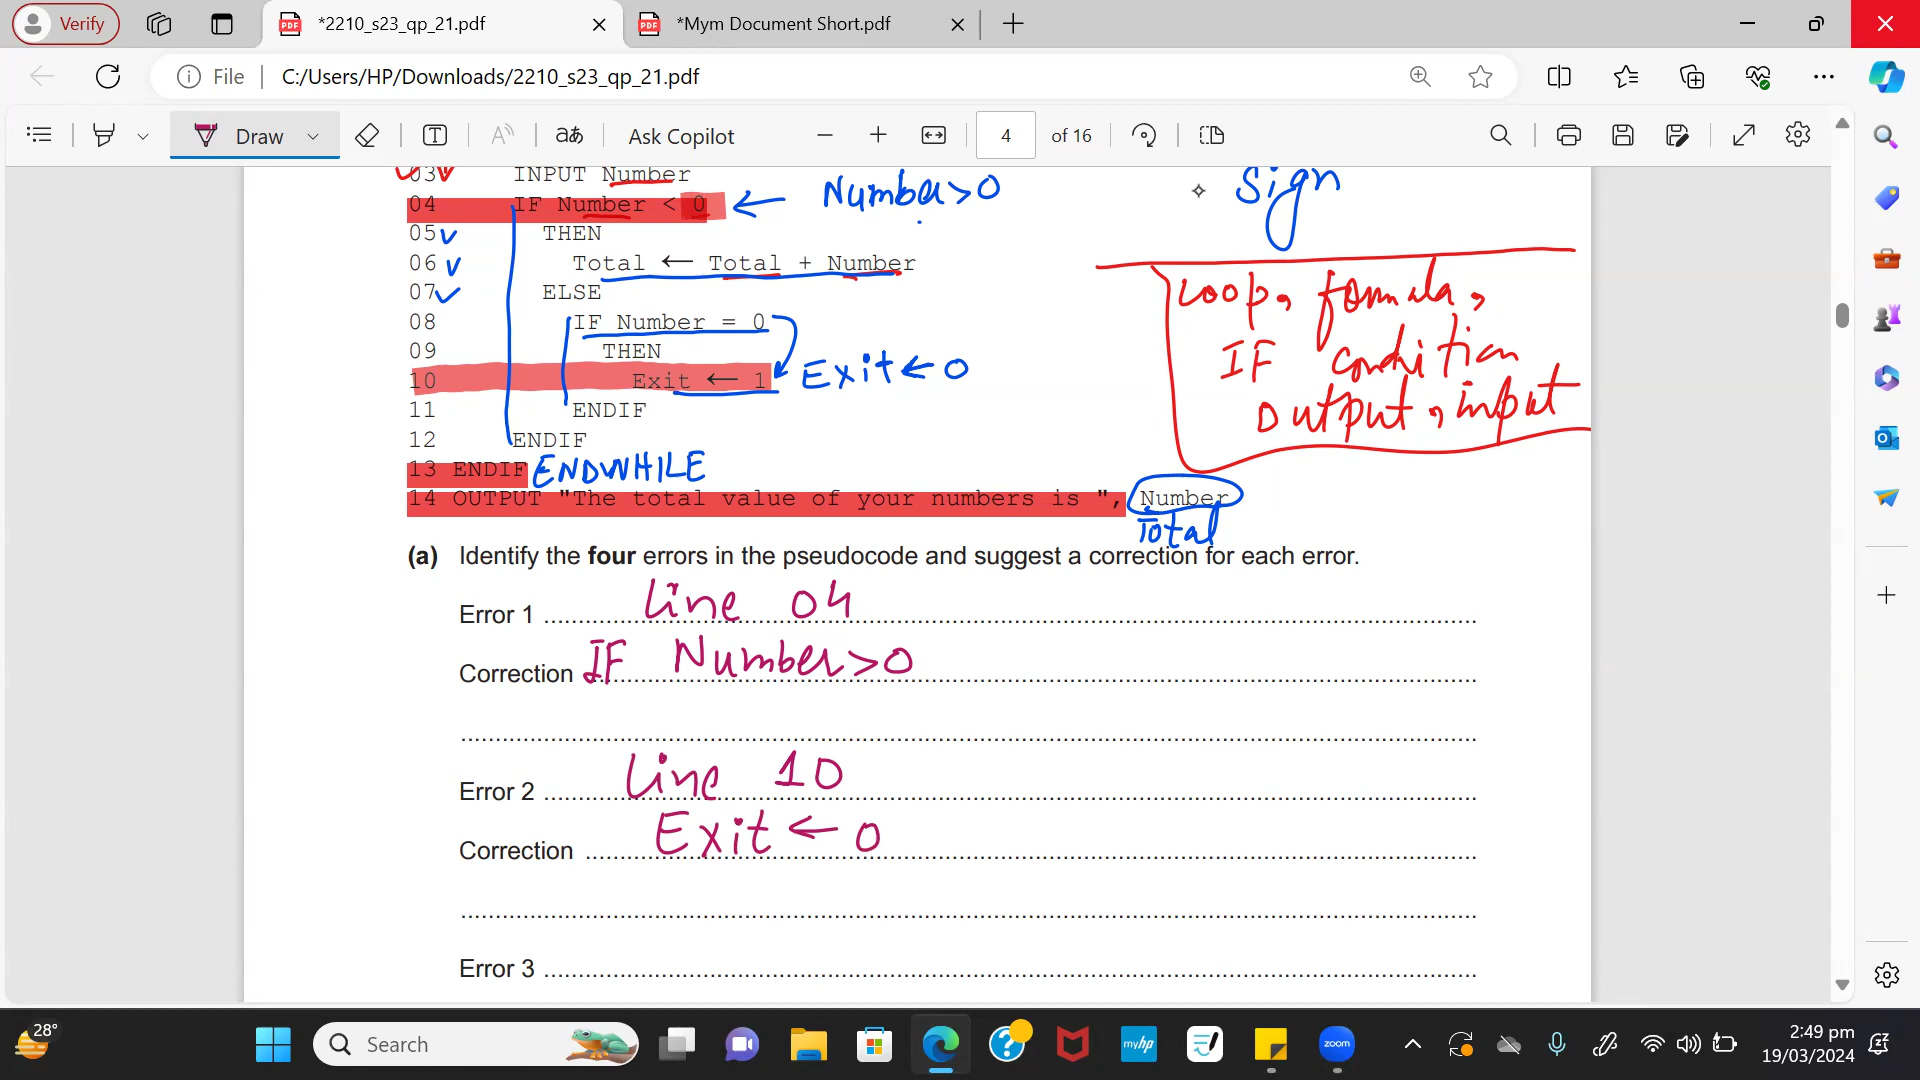 Verify
*2210_s23_qp_21.pdf
*Mym Document Short.pdf
File
C:/Users/HP/Downloads/2210_s23_qp_21.pdf
Draw
Ask Copilot
4 of 16
03 INPUT Number
04 IF Number < 0 ← Number>0
Sign
05 THEN
06 Total ← Total + Number
07 ELSE
08 IF Number = 0
09 THEN
10 Exit ← 1 Exit ← 0
11 ENDIF
12 ENDIF
13 ENDIF ENDWHILE
14 OUTPUT "The total value of your numbers is ", Number
Total
Loop, formula,
IF condition
output, input
(a) Identify the four errors in the pseudocode and suggest a correction for each error.
Error 1 Line 04
Correction IF Number>0
Error 2 Line 10
Correction Exit ← 0
Error 3
28°
Search
myhp
zoom
2:49 pm
19/03/2024